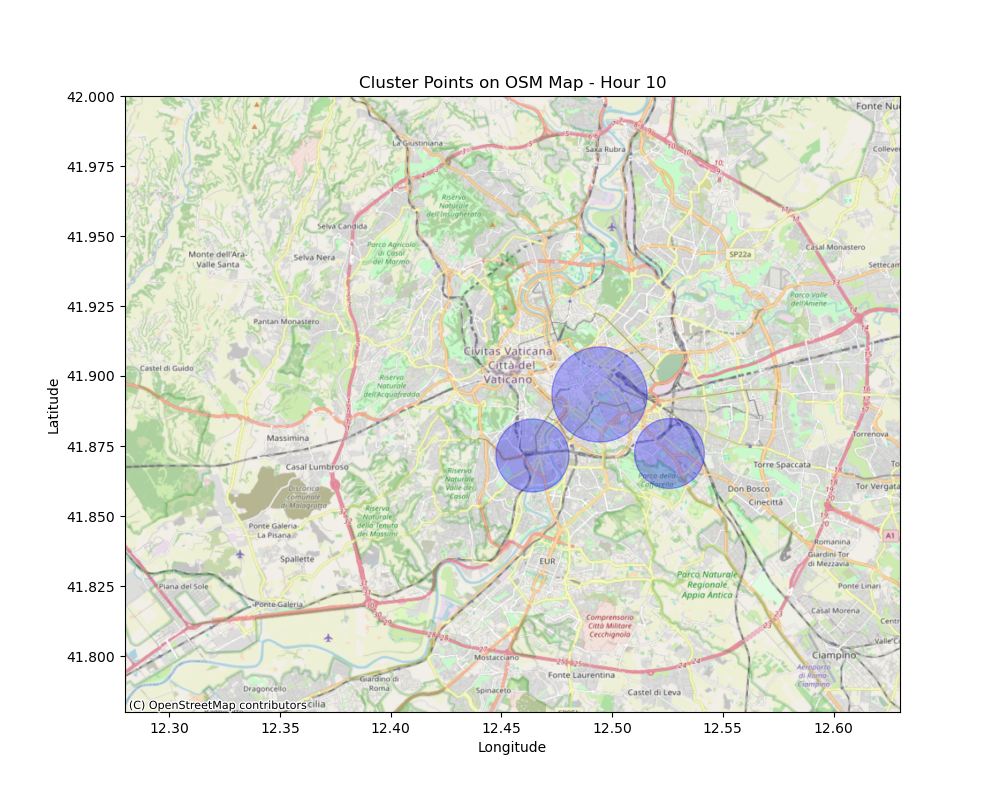 Cluster Points on OSM Map - Hour 10
42.000
41.975
41.950
41.925
41.900
41.875
41.850
41.825
41.800
Latitude
12.30
12.35
12.40
12.45
12.50
12.55
12.60
Longitude
Fonte Nu
La Giustiniana
Saxa Rubra
Colleve
Riserva
Naturale
dell'Insugherata
Selva Candida
Parco Agricolo
di Casal
del Marmo
Monte dell'Ara-
Valle Santa
Selva Nera
SP22a
Casal Monastero
Settecam
Parco Valle
dell'Aniene
Pantan Monastero
Civitas Vaticana
Città del
Vaticano
Castel di Guido
Riserva
Naturale
dell'Acquafredda
Massimina
Casal Lumbroso
Torrenova
Torre Spaccata
To
Parco della
Caffarella
Riserva
Naturale
Valle dei
Casali
Discarica
comunale
di Malagrotta
Don Bosco
Cinecittà
Tor Vergata
Riserva
Naturale
della Tenuta
dei Massimi
Ponte Galeria-
La Pisana
A1
Romanina
Giardini Tor
di Mezzavia
Spallette
EUR
Parco Naturale
Regionale
Appia Antica
Piana del Sole
Ponte Linari
Ponte Galeria
Casal Morena
Comprensorio
Città Militare
Cecchignola
Centr
Valle C
Mostacciano
Ciampino
Fonte Laurentina
Aeroporto
di Roma-
Ciampino
Giardino di
Roma
Dragoncello
Spinaceto
Castel di Leva
(C) OpenStreetMap contributors
cilia